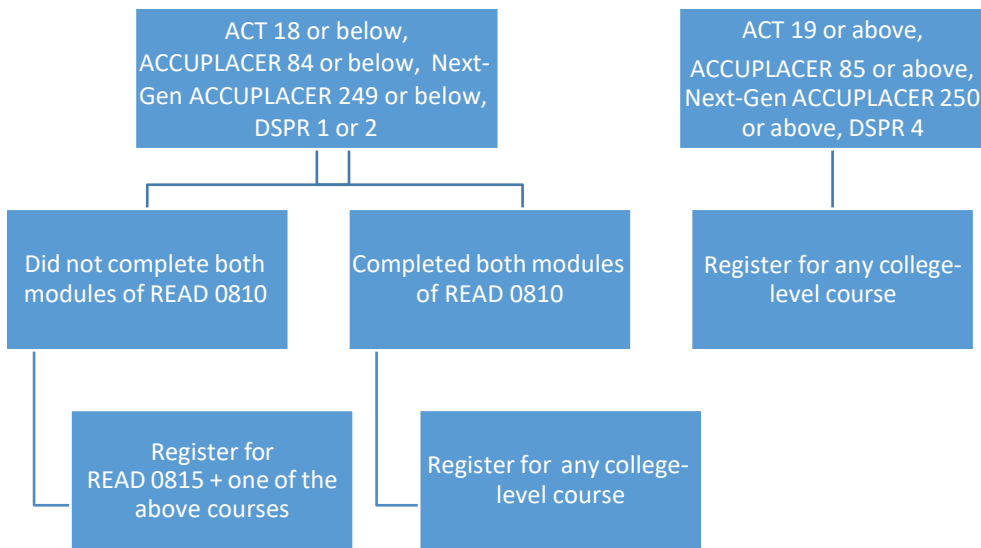 ACT 18 or below,
ACCUPLACER 84 or below, Next-
Gen ACCUPLACER 249 or below,
DSPR 1 or 2
ACT 19 or above,
ACCUPLACER 85 or above,
Next-Gen ACCUPLACER 250
or above, DSPR 4
Did not complete both
modules of READ 0810
Completed both modules
of READ 0810
Register for any college-
level course
Register for
READ 0815 + one of the
above courses
Register for any college-
level course